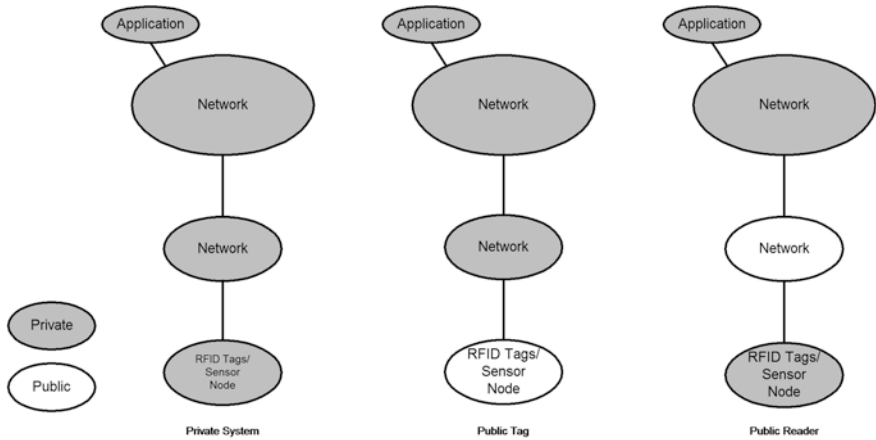 Application
Network
Network
RFID Tags/
Sensor
Node
Private System
Application
Network
Network
RFID Tags/
Sensor
Node
Public Tag
Application
Network
Network
RFID Tags/
Sensor
Node
Public Reader
Private
Public